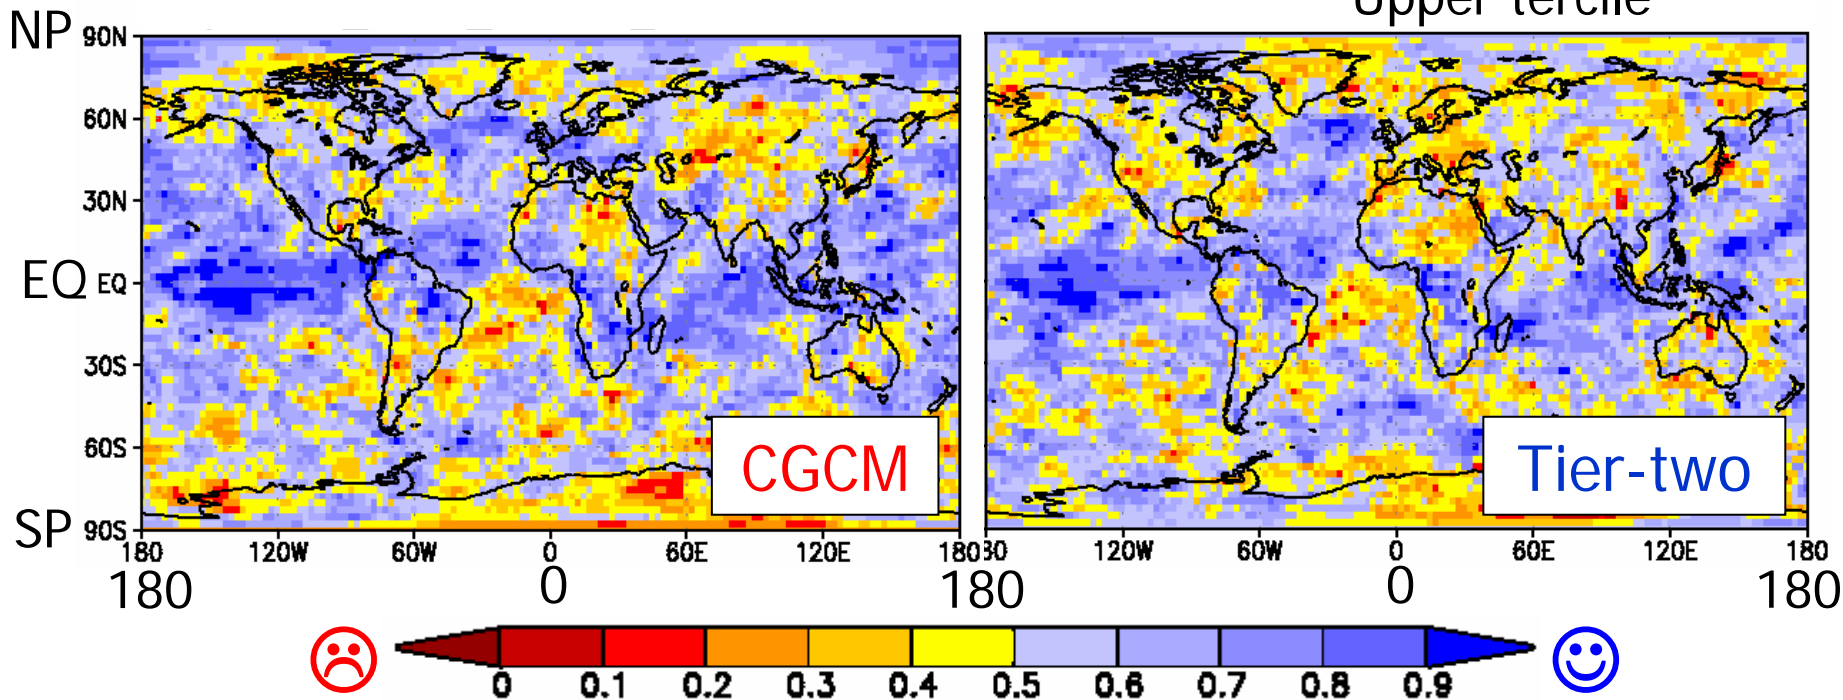 Upper tercile
NP 90N
60N
30N
EQ EQ
30S
60S
SP 90S
CGCM
Tier-two
180 120W 60W 0 60E 120E 180
30 120W 60W 0 60E 120E 180
180 0 180 0 180
0 0.1 0.2 0.3 0.4 0.5 0.6 0.7 0.8 0.9